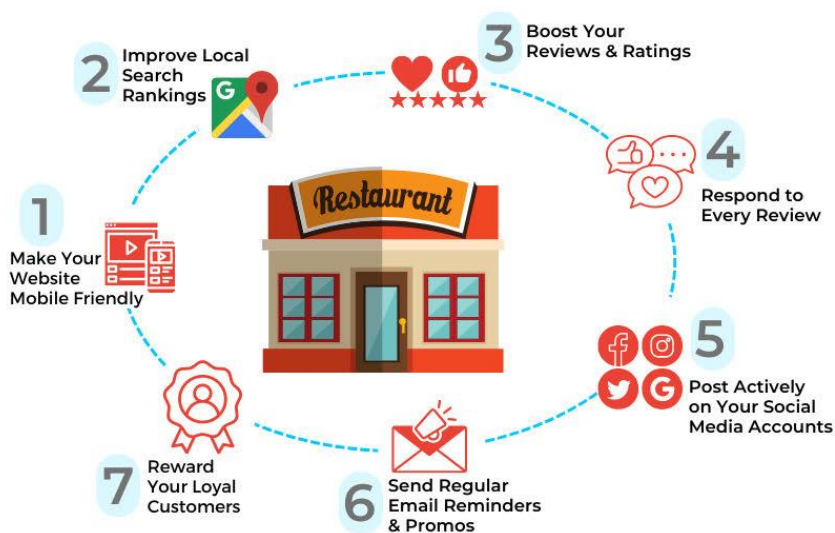 1
Make Your
Website
Mobile Friendly
2
Improve Local
Search
Rankings
G
3
Boost Your
Reviews & Ratings
4
Respond to
Every Review
5
Post Actively
on Your Social
Media Accounts
f
G
6
Send Regular
Email Reminders
& Promos
7
Reward
Your Loyal
Customers
Restaurant